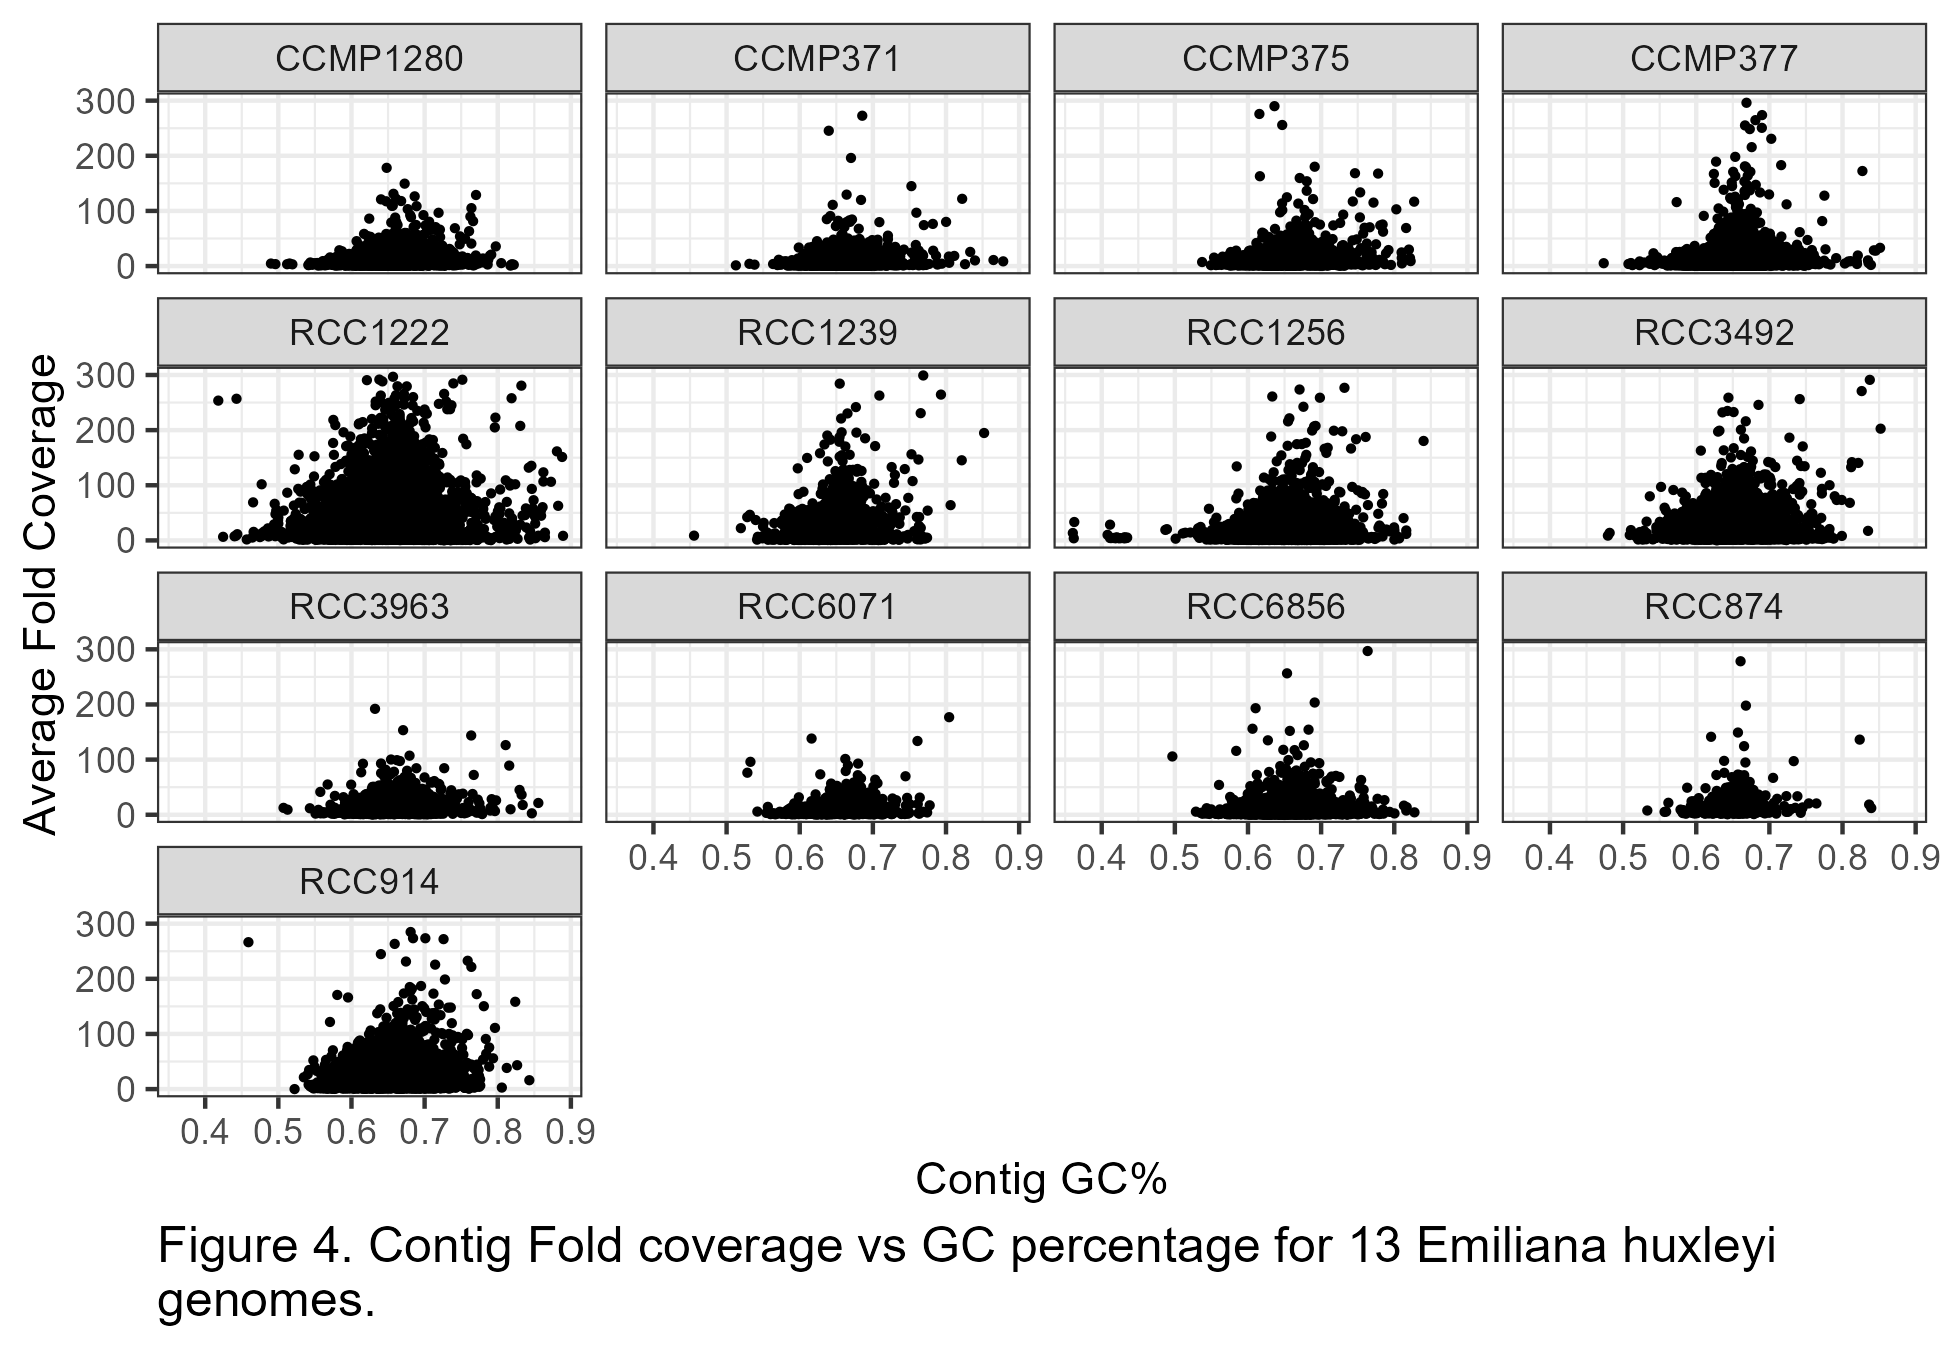 CCMP1280 CCMP371 CCMP375 CCMP377
300
200
100
0
RCC1222 RCC1239 RCC1256 RCC3492
300
200
100
0
Average Fold Coverage
RCC3963 RCC6071 RCC6856 RCC874
300
200
100
0
0.4 0.5 0.6 0.7 0.8 0.9 0.4 0.5 0.6 0.7 0.8 0.9 0.4 0.5 0.6 0.7 0.8 0.9
RCC914
300
200
100
0
0.4 0.5 0.6 0.7 0.8 0.9
Contig GC%
Figure 4. Contig Fold coverage vs GC percentage for 13 Emiliana huxleyi
genomes.